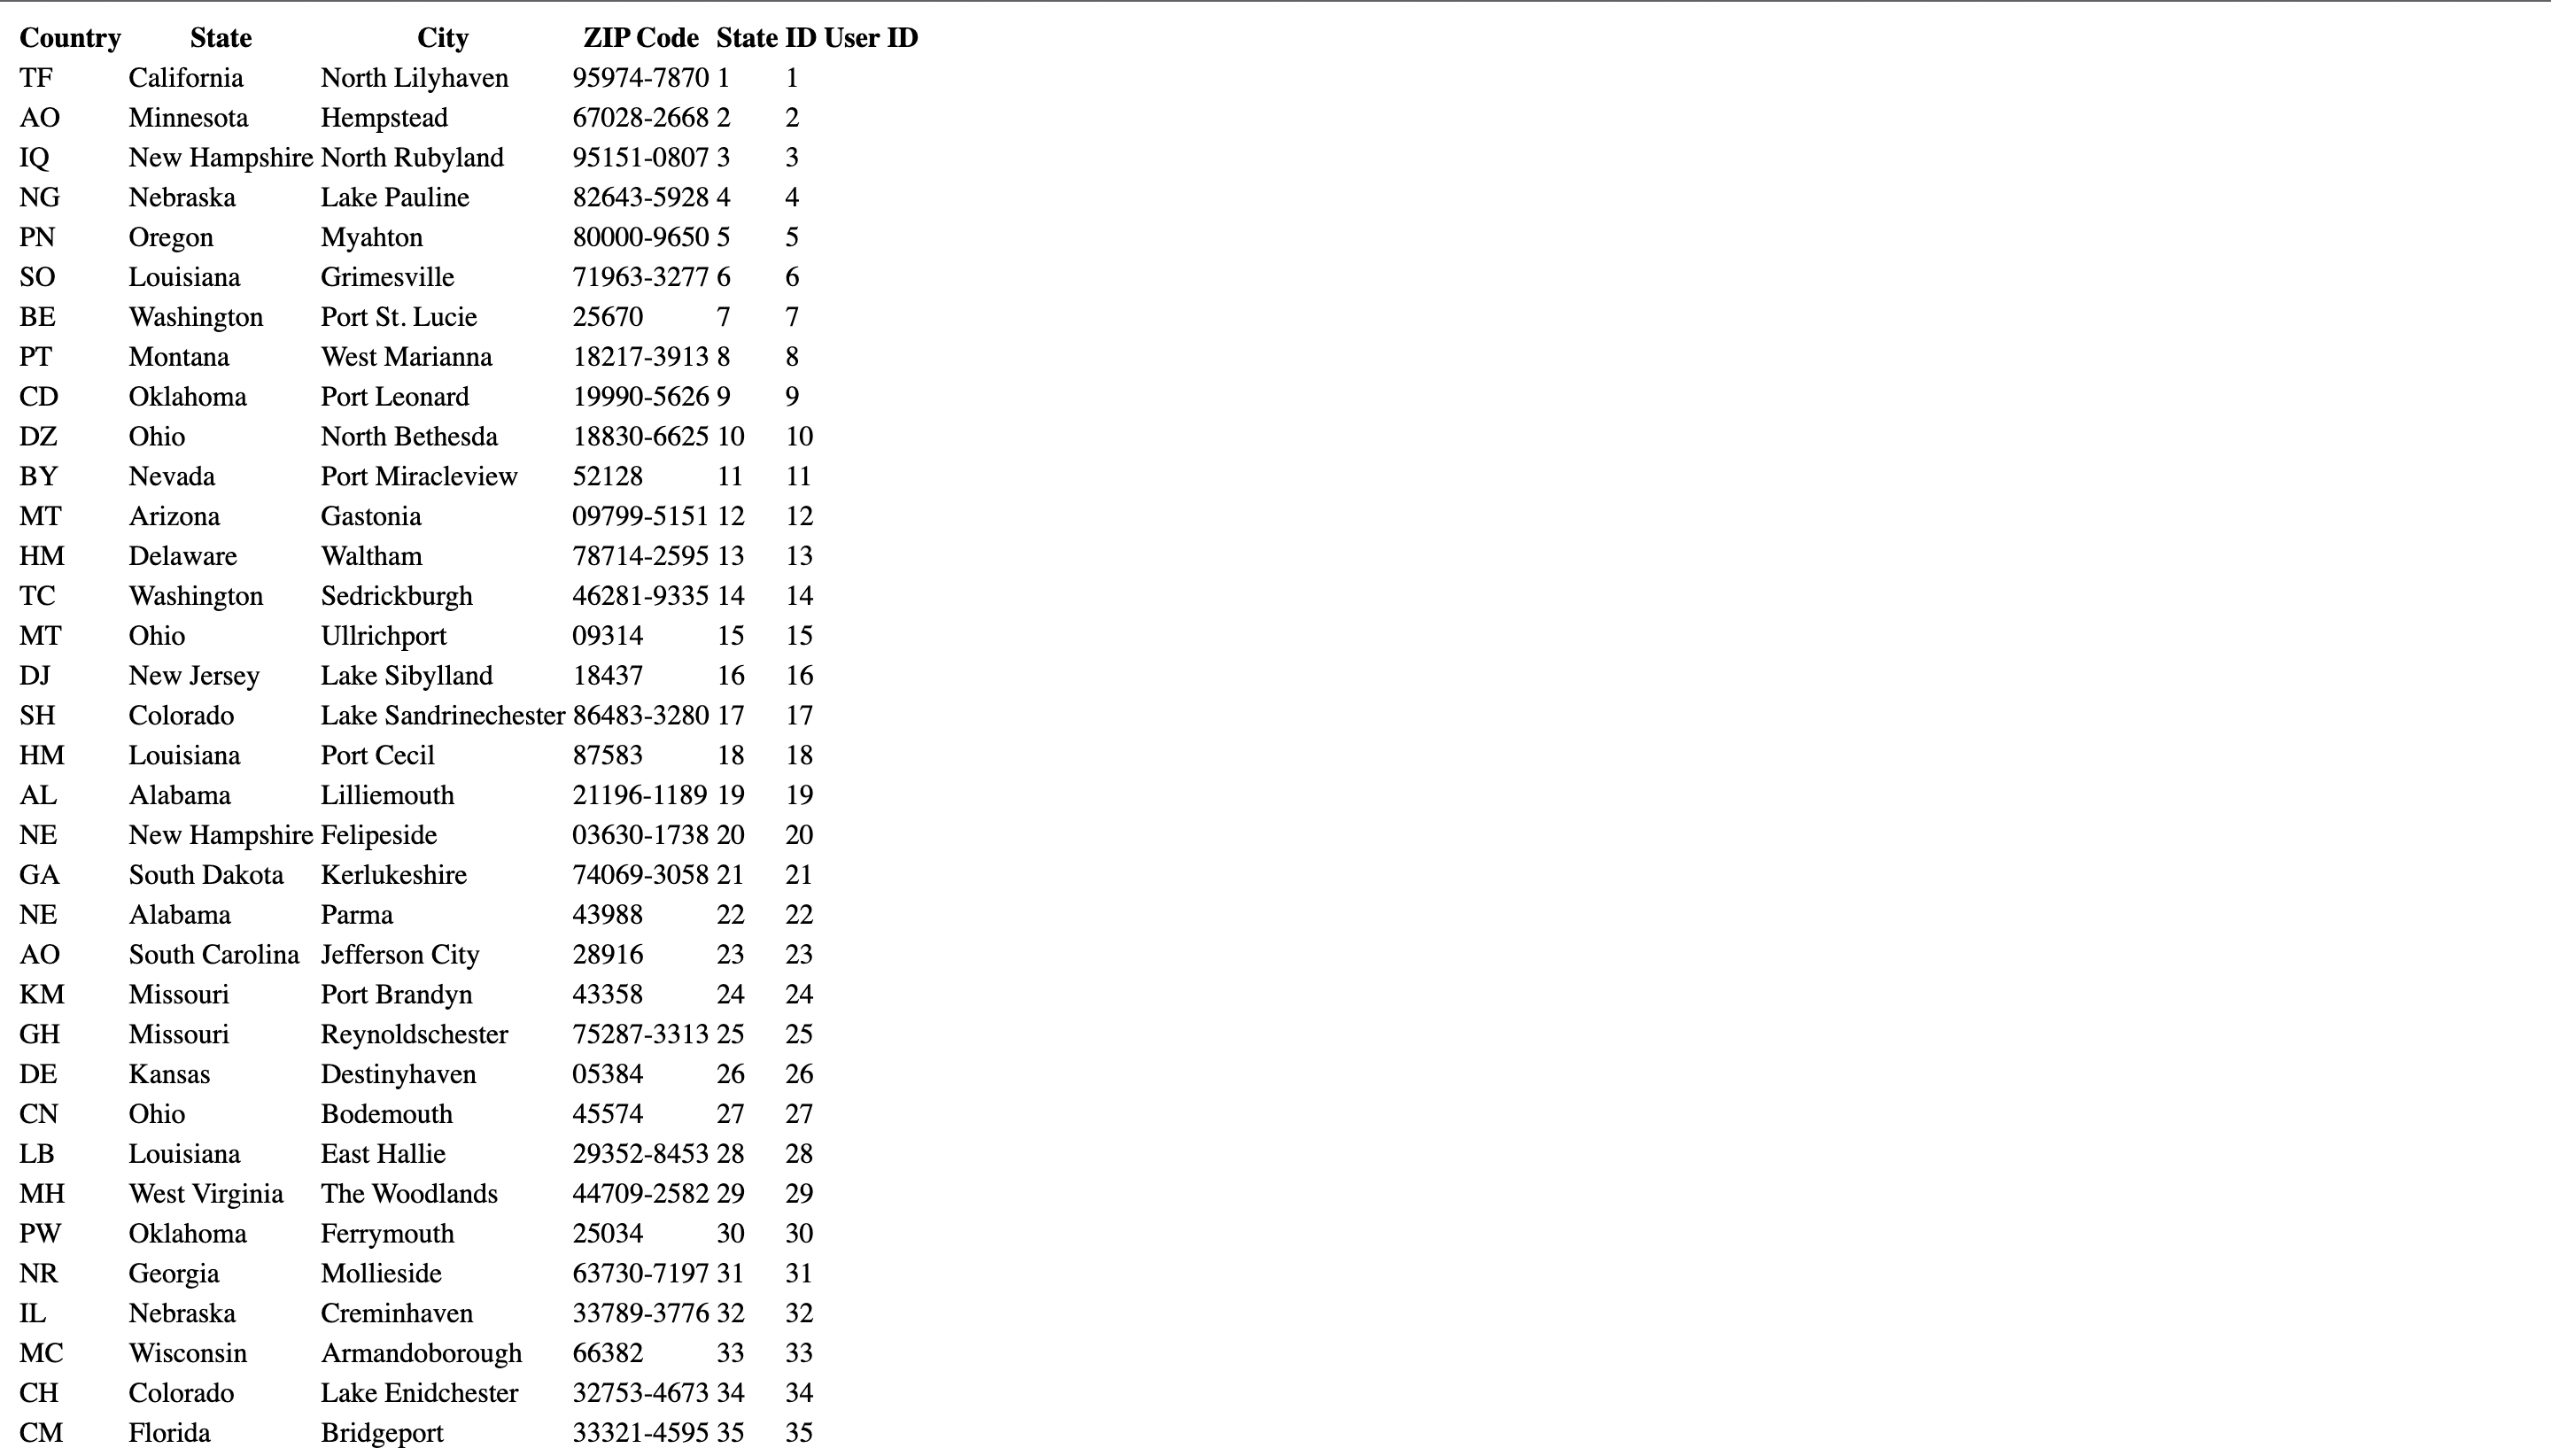 Country State City ZIP Code State ID User ID
TF California North Lilyhaven 95974-7870 1 1
AO Minnesota Hempstead 67028-2668 2 2
IQ New Hampshire North Rubyland 95151-0807 3 3
NG Nebraska Lake Pauline 82643-5928 4 4
PN Oregon Myahton 80000-9650 5 5
SO Louisiana Grimesville 71963-3277 6 6
BE Washington Port St. Lucie 25670 7 7
PT Montana West Marianna 18217-3913 8 8
CD Oklahoma Port Leonard 19990-5626 9 9
DZ Ohio North Bethesda 18830-6625 10 10
BY Nevada Port Miracleview 52128 11 11
MT Arizona Gastonia 09799-5151 12 12
HM Delaware Waltham 78714-2595 13 13
TC Washington Sedrickburgh 46281-9335 14 14
MT Ohio Ullrichport 09314 15 15
DJ New Jersey Lake Sibylland 18437 16 16
SH Colorado Lake Sandrinechester 86483-3280 17 17
HM Louisiana Port Cecil 87583 18 18
AL Alabama Lilliemouth 21196-1189 19 19
NE New Hampshire Felipeside 03630-1738 20 20
GA South Dakota Kerlukeshire 74069-3058 21 21
NE Alabama Parma 43988 22 22
AO South Carolina Jefferson City 28916 23 23
KM Missouri Port Brandyn 43358 24 24
GH Missouri Reynoldschester 75287-3313 25 25
DE Kansas Destinyhaven 05384 26 26
CN Ohio Bodemouth 45574 27 27
LB Louisiana East Hallie 29352-8453 28 28
MH West Virginia The Woodlands 44709-2582 29 29
PW Oklahoma Ferrymouth 25034 30 30
NR Georgia Mollieside 63730-7197 31 31
IL Nebraska Creminhaven 33789-3776 32 32
MC Wisconsin Armandoborough 66382 33 33
CH Colorado Lake Enidchester 32753-4673 34 34
CM Florida Bridgeport 33321-4595 35 35